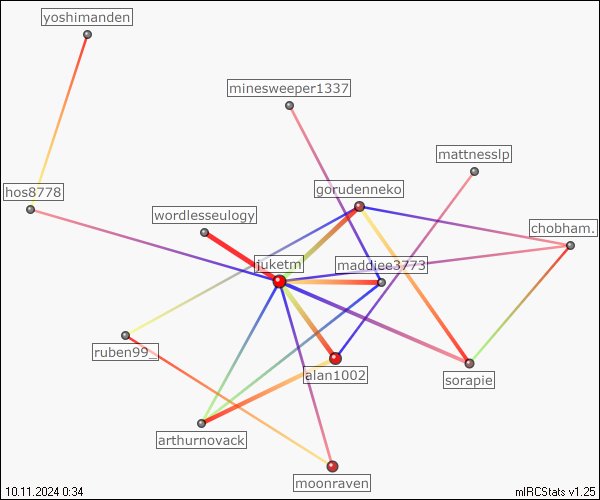 yoshimanden
minesweeper1337
mattnesslp
hos8778
gorudenneko
wordlesseulogy
chobham.
juketm
maddiee3773
ruben99_
alan1002
sorapie
arthurnovack
moonraven
10.11.2024 0:34
mIRCStats v1.25